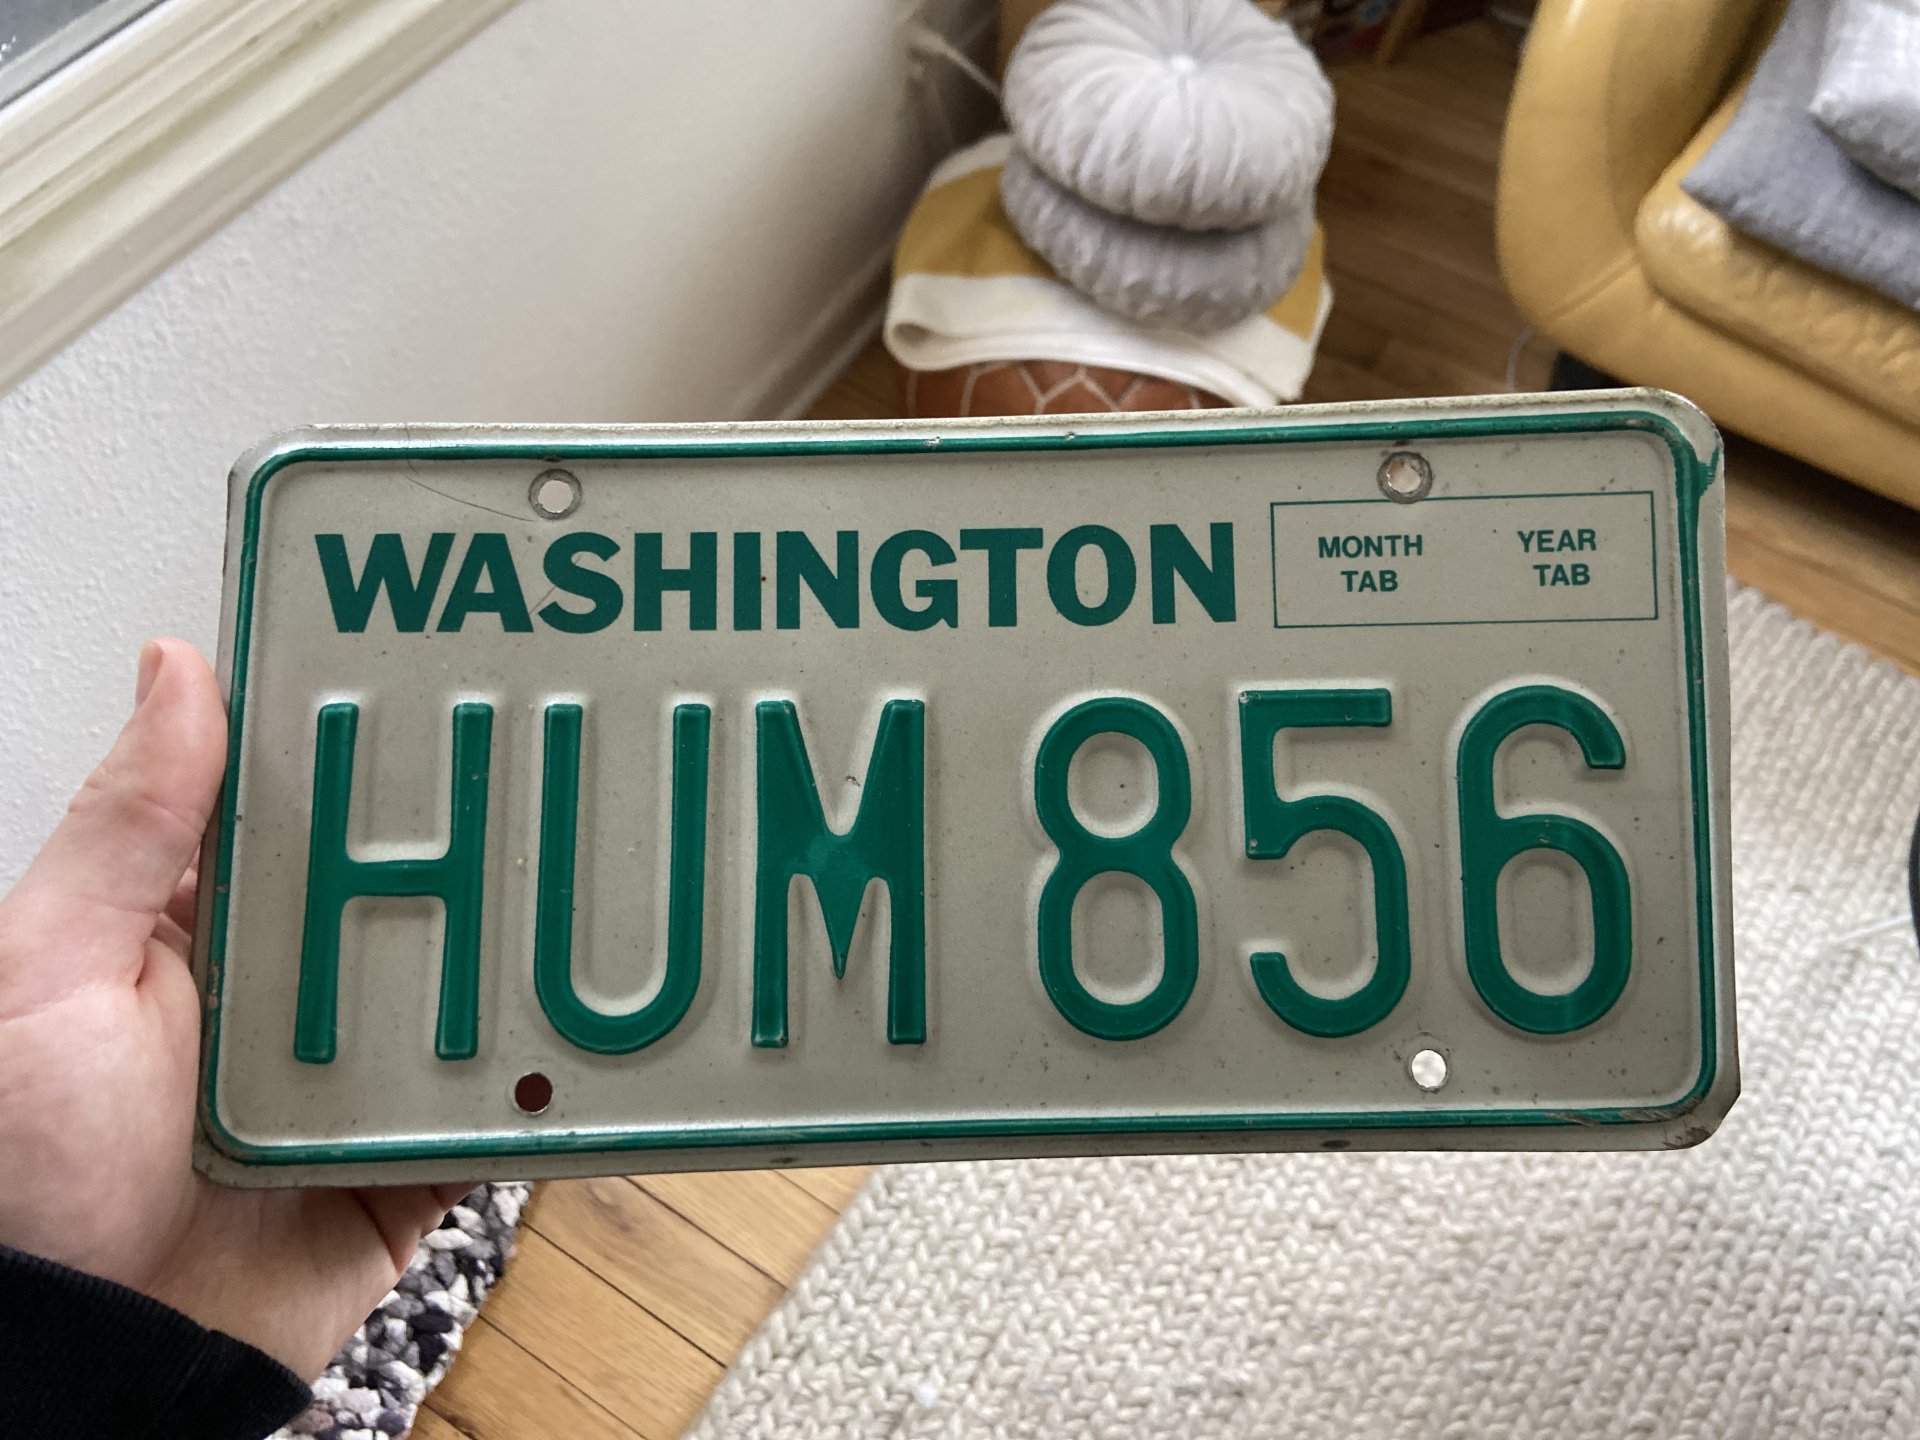 WASHINGTON
MONTH TAB
YEAR TAB
HUM 856